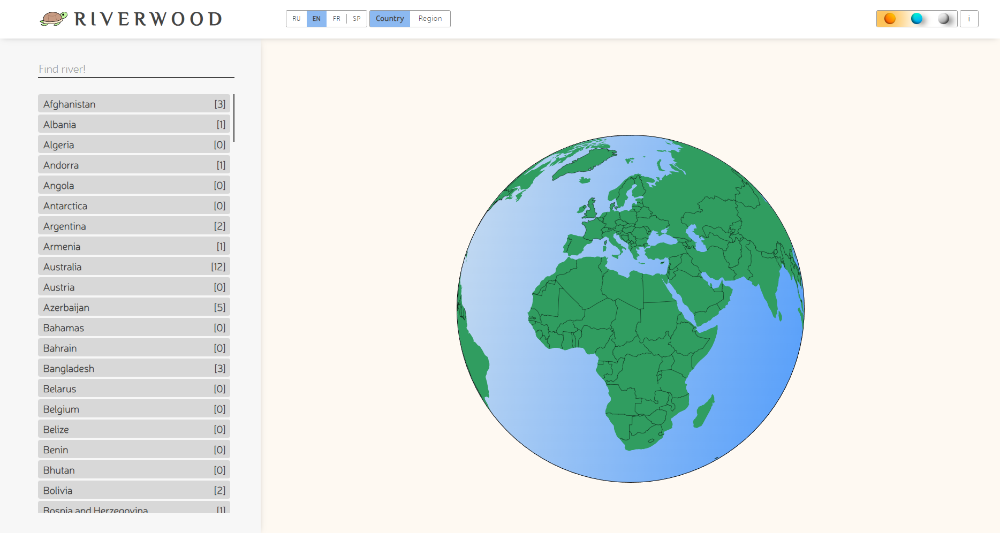 RIVERWOOD
RU EN FR SP Country Region i
Find river!
Afghanistan [3]
Albania [1]
Algeria [0]
Andorra [1]
Angola [0]
Antarctica [0]
Argentina [2]
Armenia [1]
Australia [12]
Austria [0]
Azerbaijan [5]
Bahamas [0]
Bahrain [0]
Bangladesh [3]
Belarus [0]
Belgium [0]
Belize [0]
Benin [0]
Bhutan [0]
Bolivia [2]
Bosnia and Herzegovina [1]